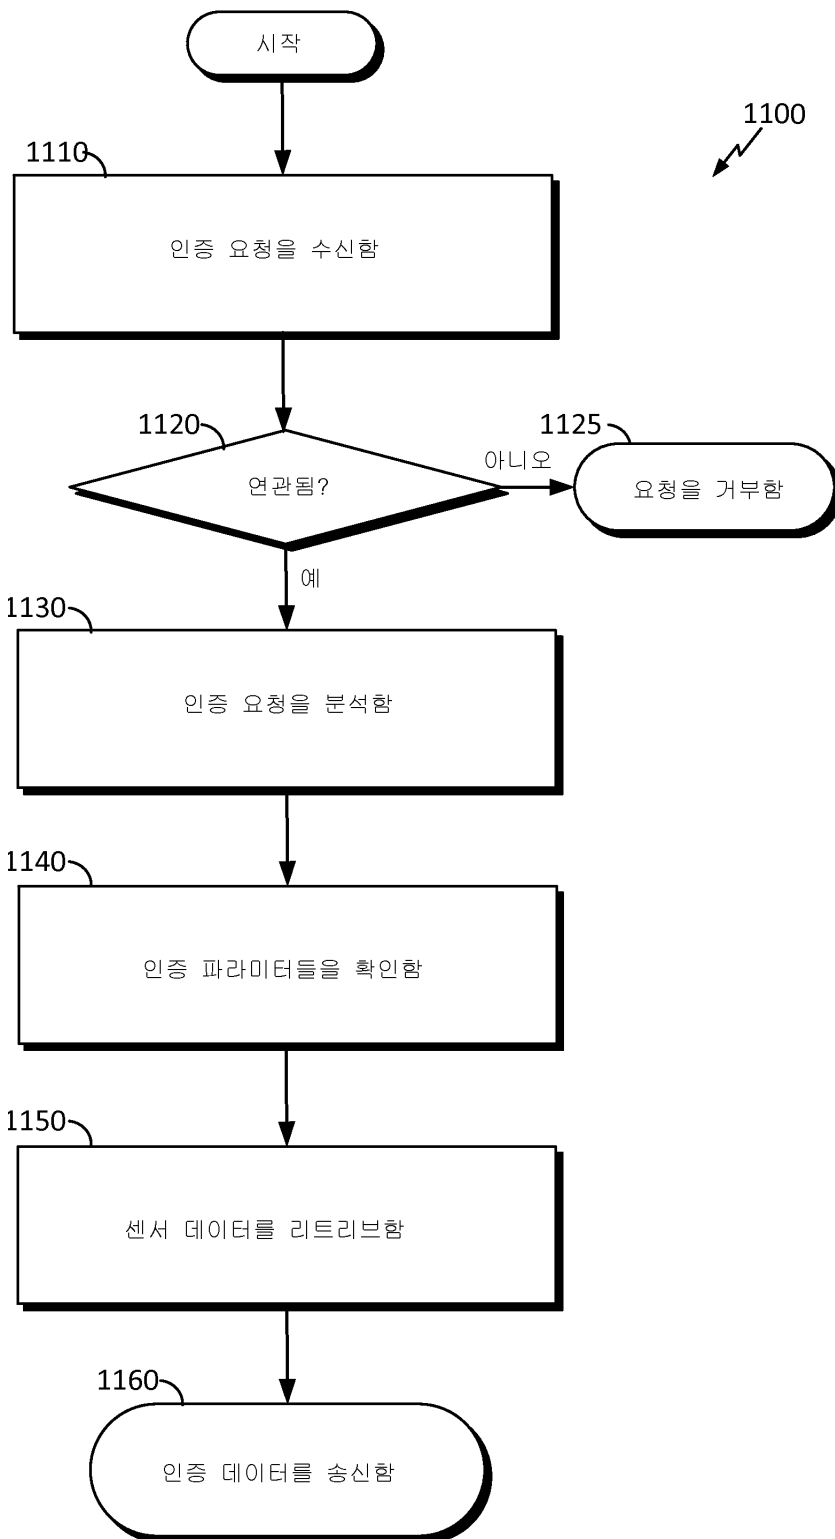 시작
1100
1110
인증 요청을 수신함
1120
연관됨?
아니오
1125
요청을 거부함
예
1130
인증 요청을 분석함
1140
인증 파라미터들을 확인함
1150
센서 데이터를 리트리브함
1160
인증 데이터를 송신함